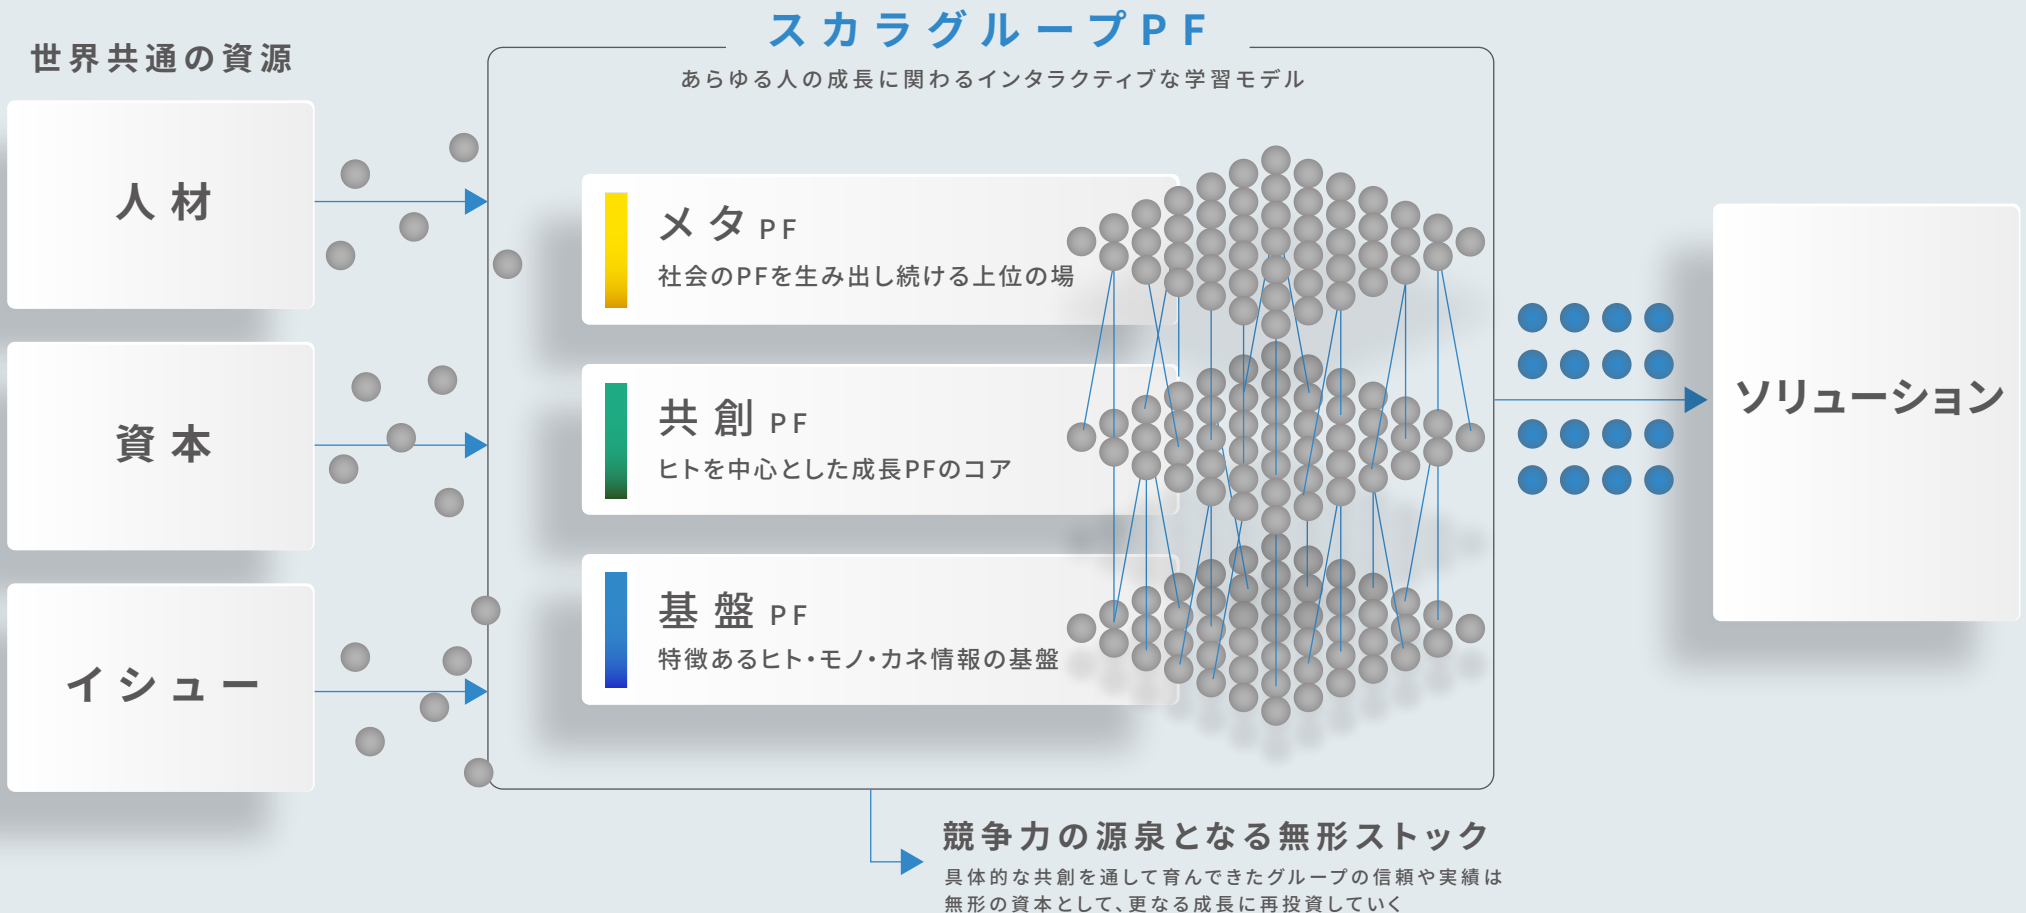 スカラグループPF
世界共通の資源
あらゆる人の成長に関わるインタラクティブな学習モデル
人材
メタ PF
社会のPFを生み出し続ける上位の場
資本
共創 PF
ヒトを中心とした成長PFのコア
ソリューション
イシュー
基盤 PF
特徴あるヒト・モノ・カネ情報の基盤
競争力の源泉となる無形ストック
具体的な共創を通して育んできたグループの信頼や実績は
無形の資本として、更なる成長に再投資していく